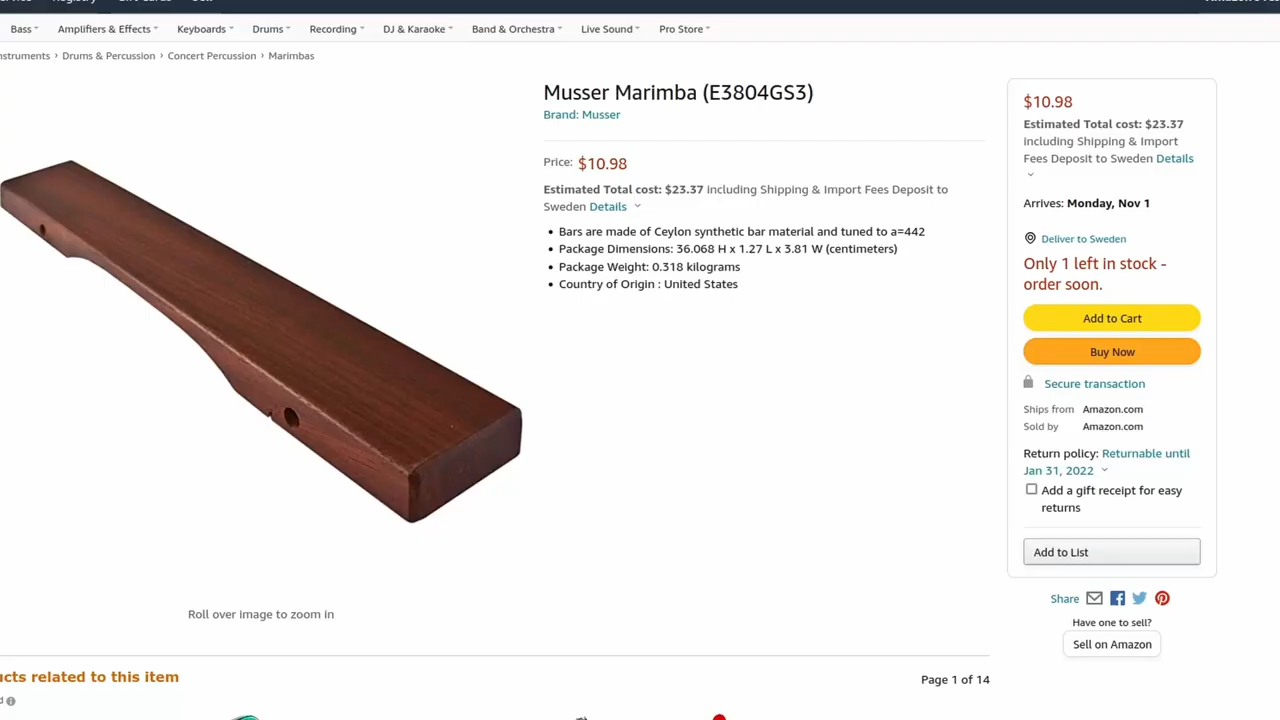 Registry
Bass Amplifiers & Effects Keyboards Drums Recording DJ & Karaoke Band & Orchestra Live Sound Pro Store
› Drums & Percussion › Concert Percussion › Marimbas
Musser Marimba (E3804GS3)
Brand: Musser
Price: $10.98
Estimated Total cost: $23.37 including Shipping & Import Fees Deposit to
Sweden Details
• Bars are made of Ceylon synthetic bar material and tuned to a=442
• Package Dimensions: 36.068 H x 1.27 L x 3.81 W (centimeters)
• Package Weight: 0.318 kilograms
• Country of Origin : United States
Roll over image to zoom in
$10.98
Estimated Total cost: $23.37
including Shipping & Import
Fees Deposit to Sweden Details
Arrives: Monday, Nov 1
Deliver to Sweden
Only 1 left in stock -
order soon.
Add to Cart
Buy Now
Secure transaction
Ships from Amazon.com
Sold by Amazon.com
Return policy: Returnable until
Jan 31, 2022
Add a gift receipt for easy
returns
Add to List
Share
Have one to sell?
Sell on Amazon
related to this item
Page 1 of 14